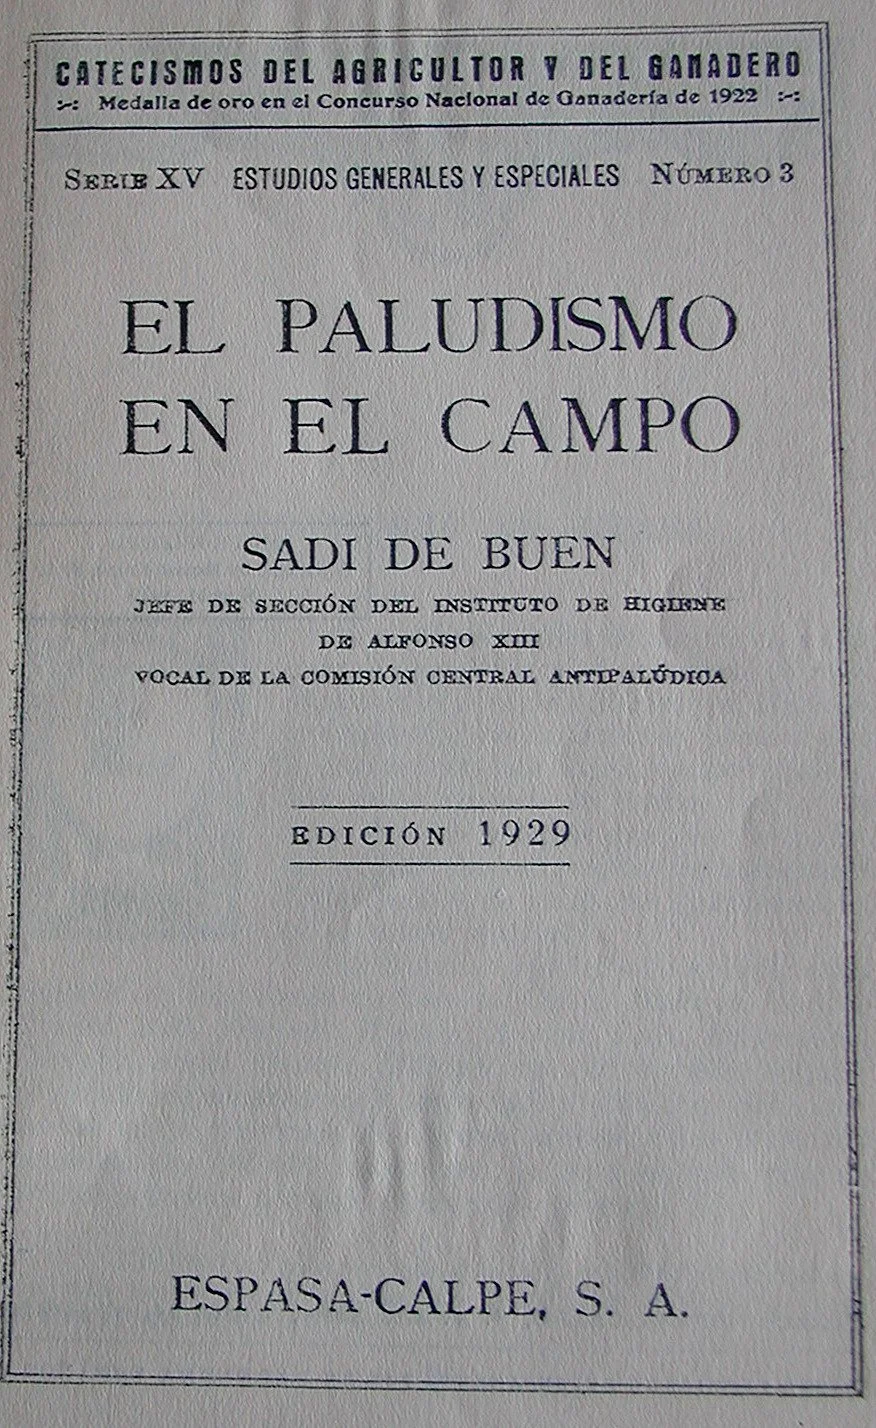 CATECISMOS DEL AGRICULTOR Y DEL GANADERO
:-: Medalla de oro en el Concurso Nacional de Ganadería de 1922 :-:
SERIE XV ESTUDIOS GENERALES Y ESPECIALES NÚMERO 3
EL PALUDISMO
EN EL CAMPO
SADI DE BUEN
JEFE DE SECCIÓN DEL INSTITUTO DE HIGIENE
DE ALFONSO XIII
VOCAL DE LA COMISIÓN CENTRAL ANTIPALÚDICA
EDICIÓN 1929
ESPASA-CALPE, S. A.